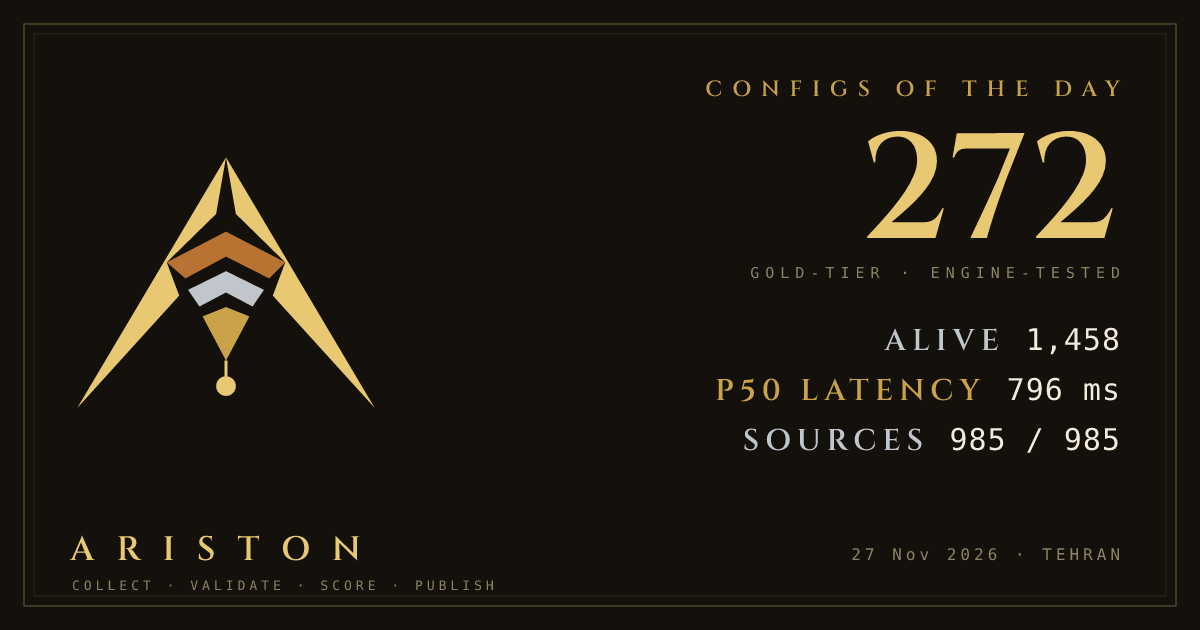 CONFIGS OF THE DAY
272
GOLD-TIER · ENGINE-TESTED
ALIVE 1,458
P50 LATENCY 796 ms
SOURCES 985 / 985
ARISTON
COLLECT · VALIDATE · SCORE · PUBLISH
27 Nov 2026 · TEHRAN